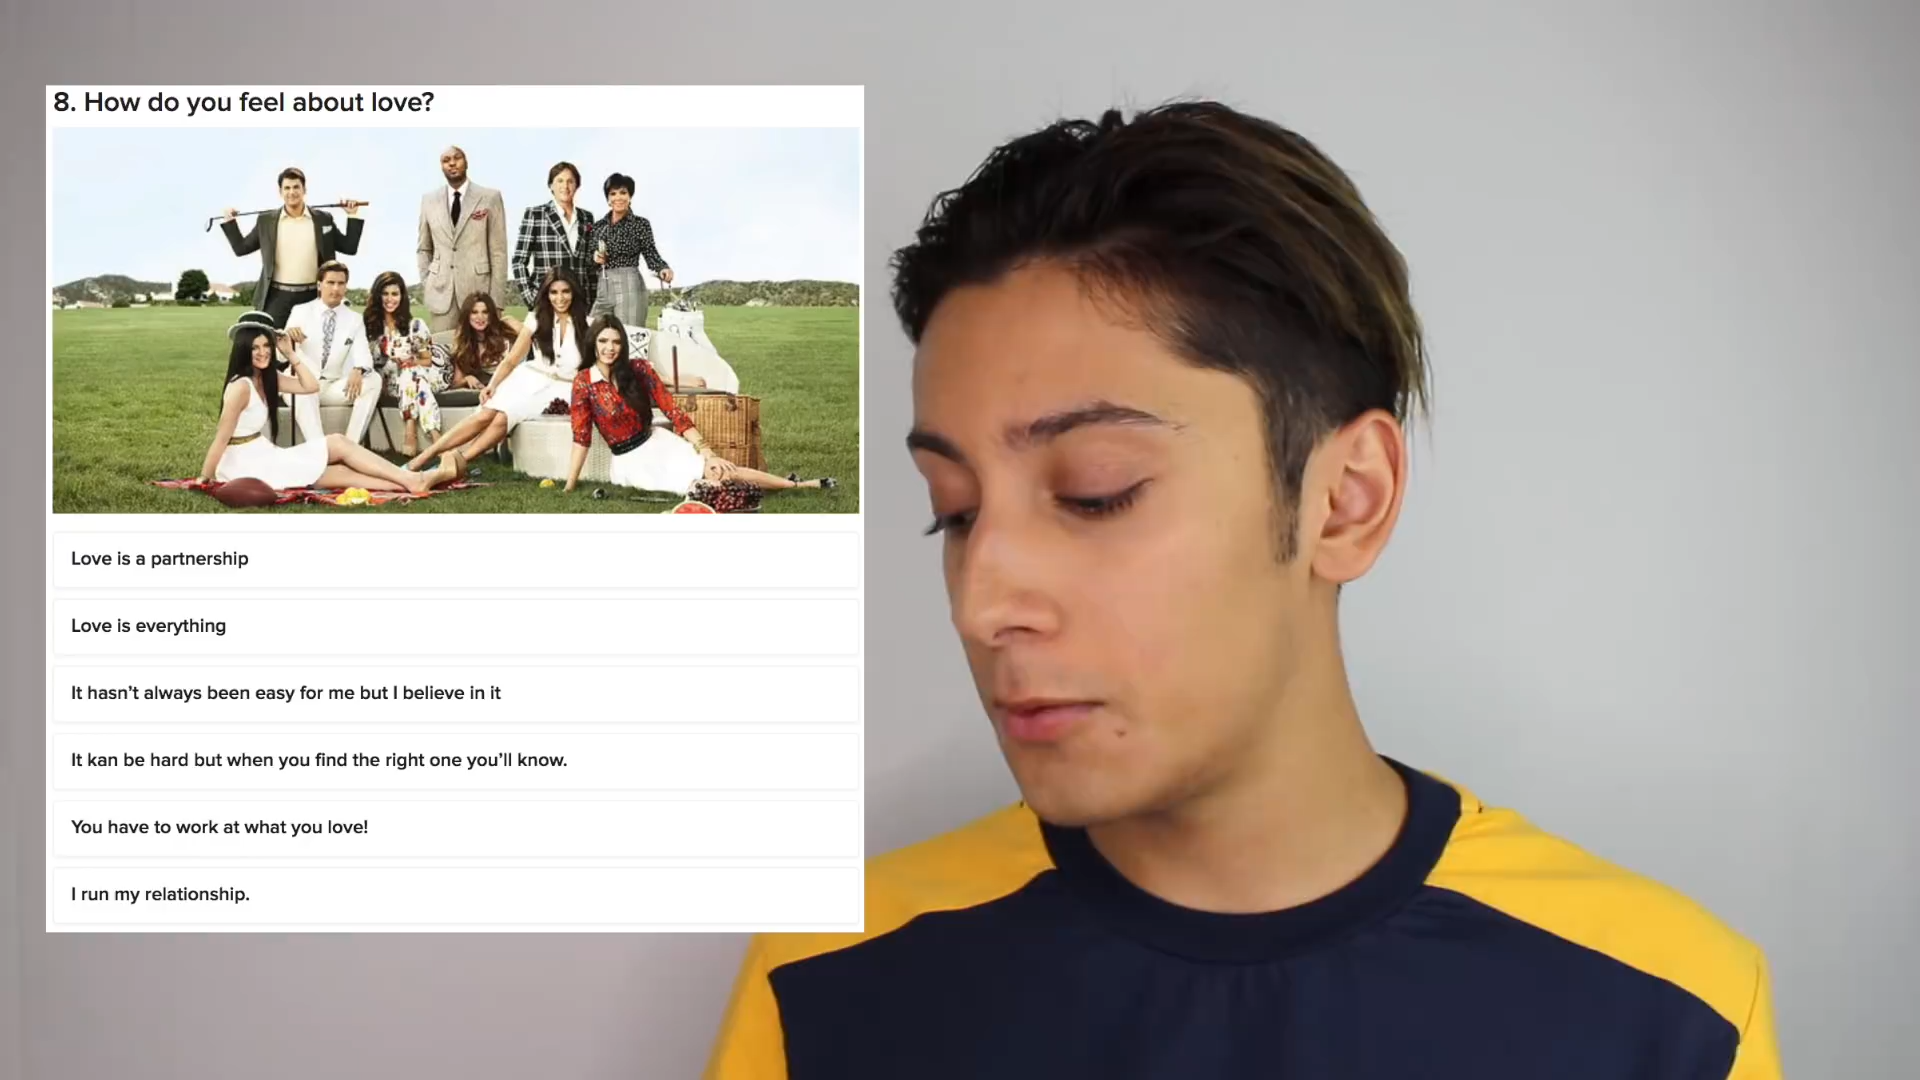 8. How do you feel about love?
Love is a partnership
Love is everything
It hasn’t always been easy for me but I believe in it
It kan be hard but when you find the right one you’ll know.
You have to work at what you love!
I run my relationship.